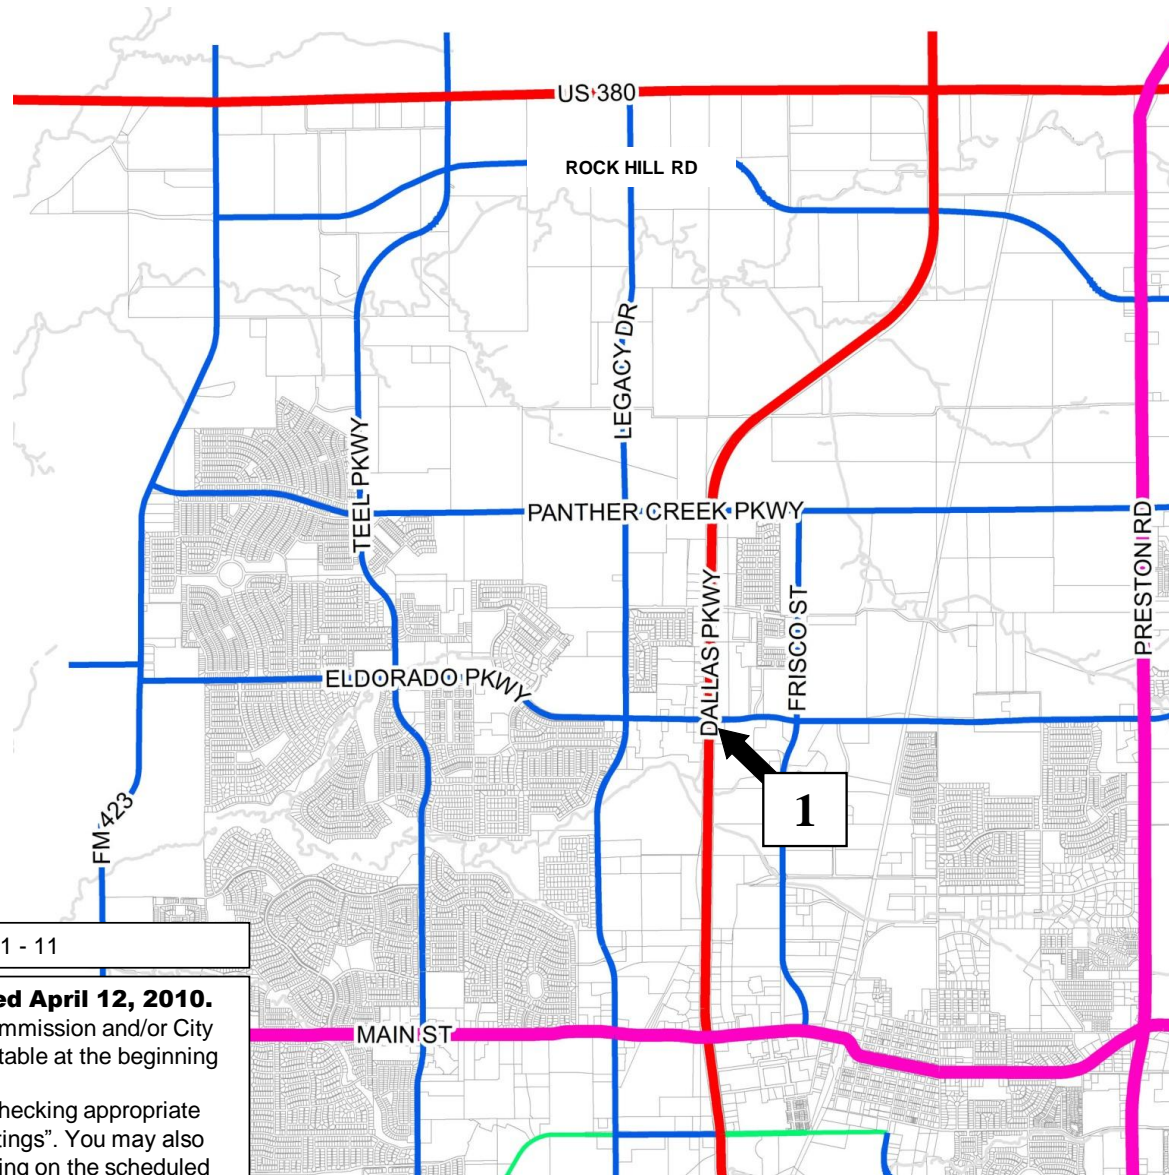 US 380
ROCK HILL RD
LEGACY DR
TEEL PKWY
PANTHER CREEK PKWY
PRESTON RD
DALLAS PKWY
FRISCO ST
ELDORADO PKWY
1
FM 423
1 - 11
ed April 12, 2010.
mmission and/or City
table at the beginning
MAIN ST
hecking appropriate
tings”. You may also
ing on the scheduled